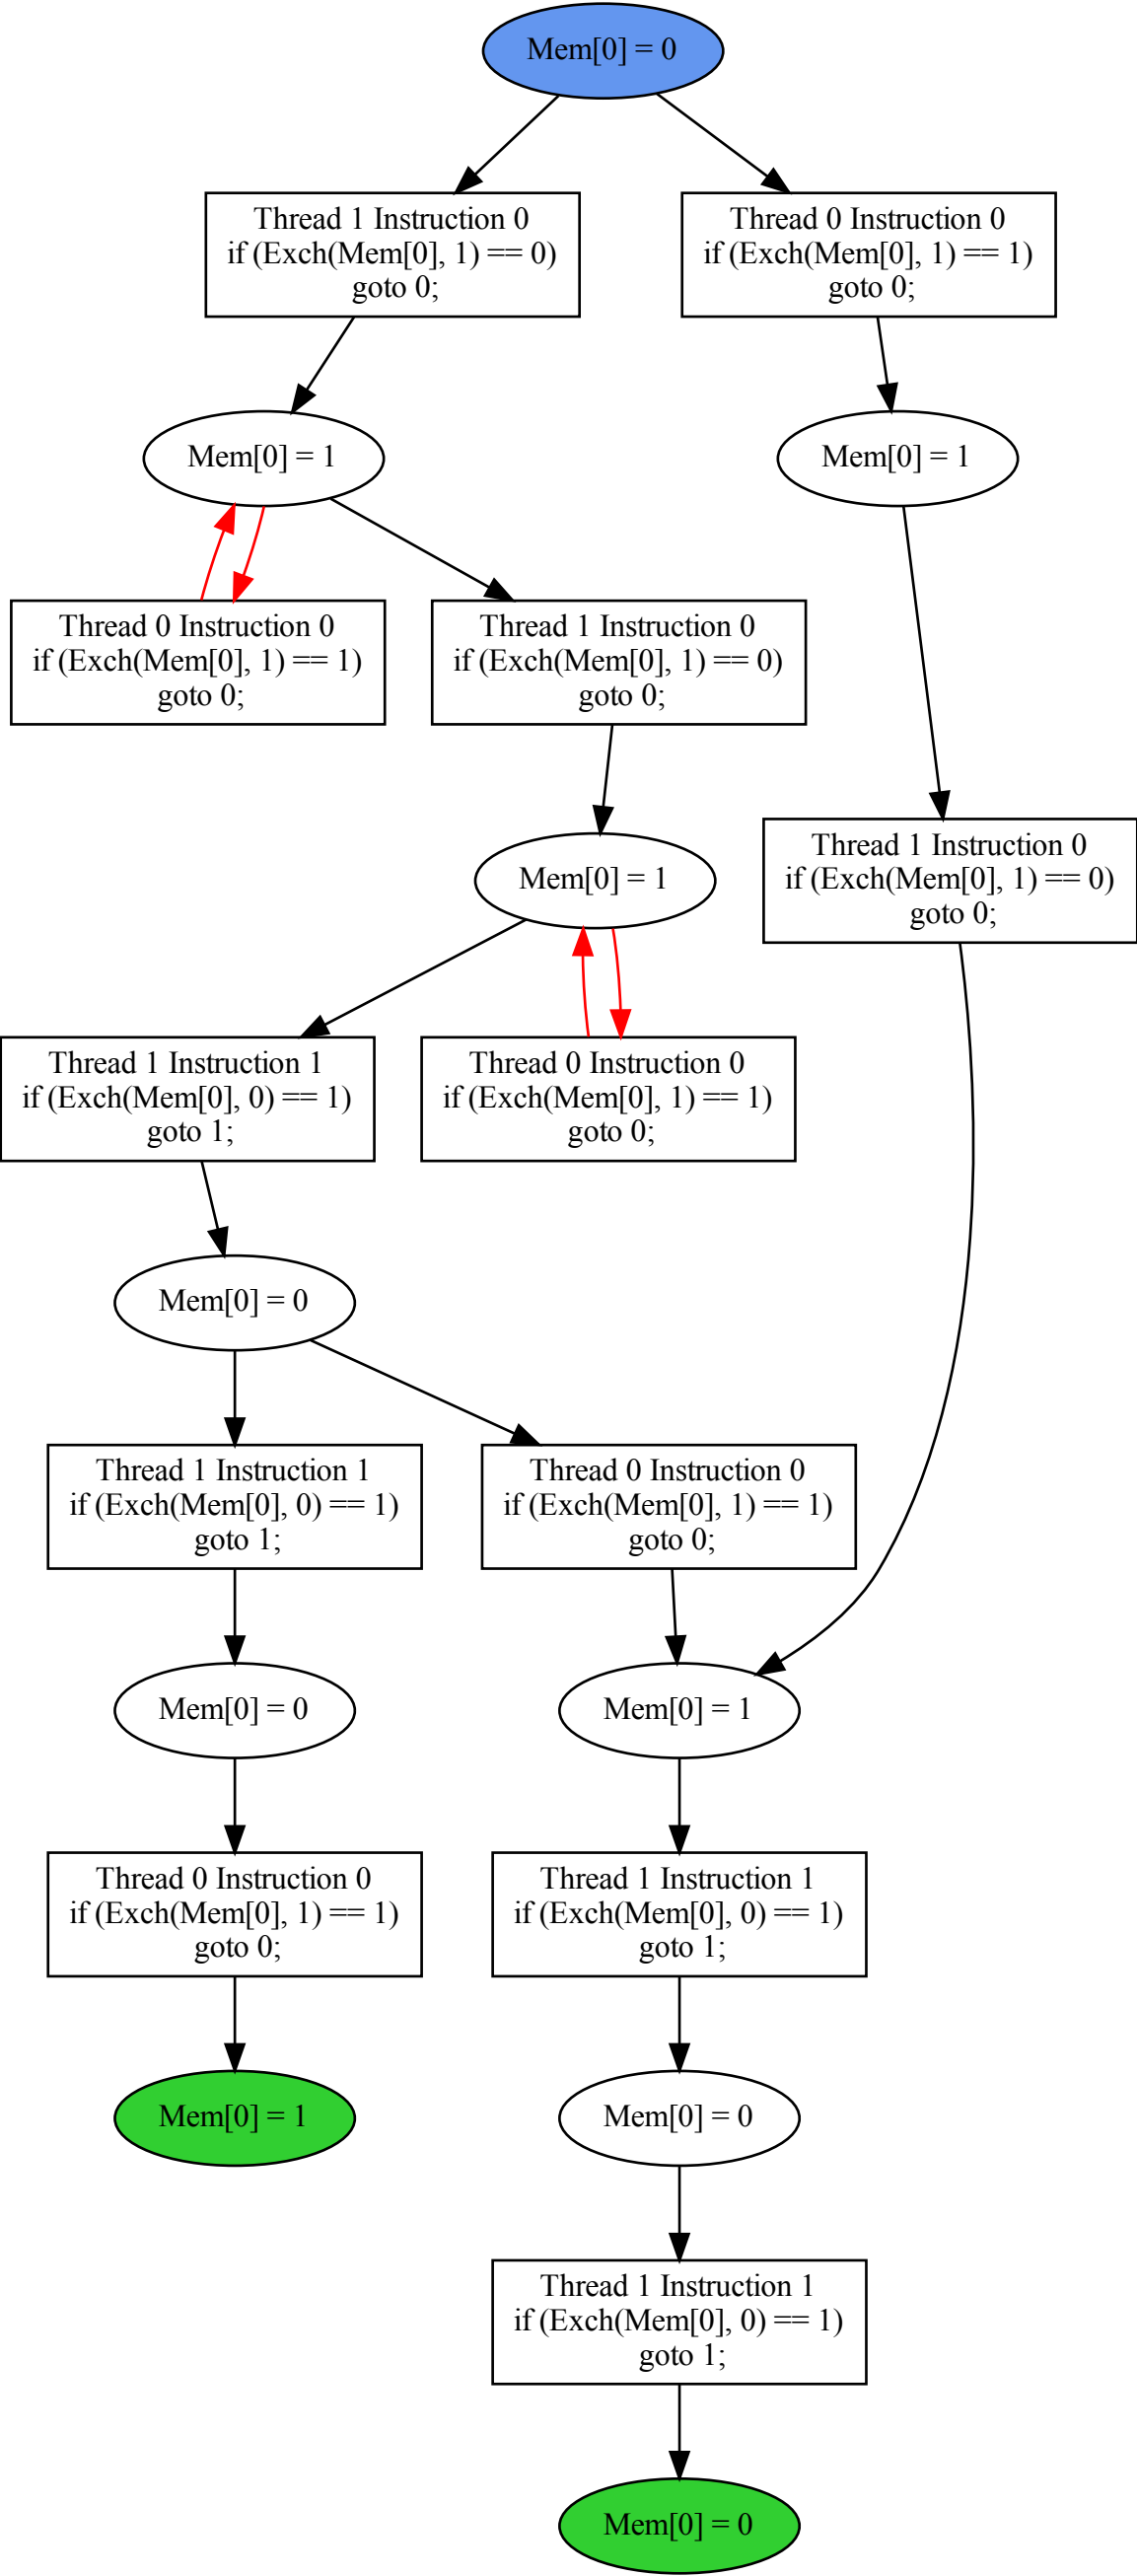 Mem[0] = 0
Thread 1 Instruction 0
if (Exch(Mem[0], 1) == 0)
goto 0;
Thread 0 Instruction 0
if (Exch(Mem[0], 1) == 1)
goto 0;
Mem[0] = 1
Mem[0] = 1
Thread 0 Instruction 0
if (Exch(Mem[0], 1) == 1)
goto 0;
Thread 1 Instruction 0
if (Exch(Mem[0], 1) == 0)
goto 0;
Mem[0] = 1
Thread 1 Instruction 0
if (Exch(Mem[0], 1) == 0)
goto 0;
Thread 1 Instruction 1
if (Exch(Mem[0], 0) == 1)
goto 1;
Thread 0 Instruction 0
if (Exch(Mem[0], 1) == 1)
goto 0;
Mem[0] = 0
Thread 1 Instruction 1
if (Exch(Mem[0], 0) == 1)
goto 1;
Thread 0 Instruction 0
if (Exch(Mem[0], 1) == 1)
goto 0;
Mem[0] = 0
Mem[0] = 1
Thread 0 Instruction 0
if (Exch(Mem[0], 1) == 1)
goto 0;
Thread 1 Instruction 1
if (Exch(Mem[0], 0) == 1)
goto 1;
Mem[0] = 1
Mem[0] = 0
Thread 1 Instruction 1
if (Exch(Mem[0], 0) == 1)
goto 1;
Mem[0] = 0